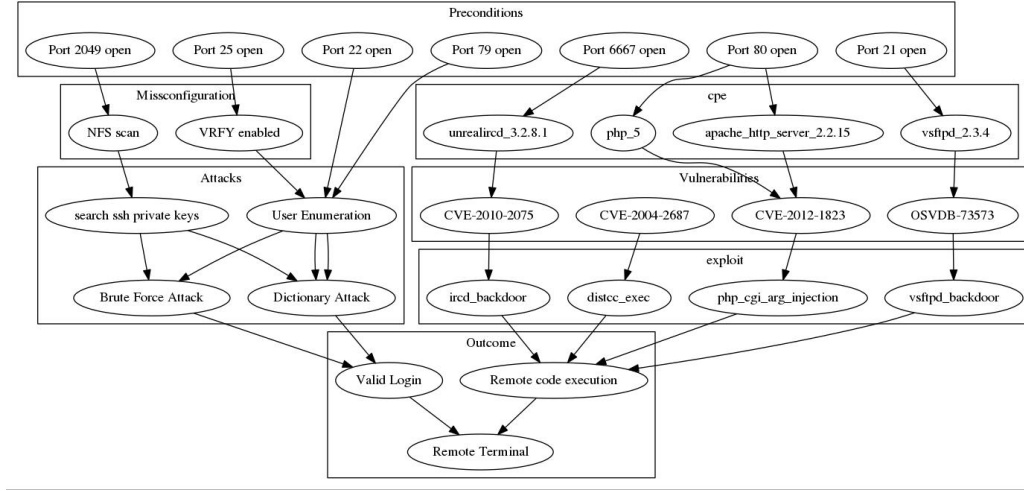 Preconditions
Port 2049 open
Port 25 open
Port 22 open
Port 79 open
Port 6667 open
Port 80 open
Port 21 open
Missconfiguration
cpe
NFS scan
VRFY enabled
unrealircd_3.2.8.1
php_5
apache_http_server_2.2.15
vsftpd_2.3.4
Attacks
Vulnerabilities
search ssh private keys
User Enumeration
CVE-2010-2075
CVE-2004-2687
CVE-2012-1823
OSVDB-73573
exploit
Brute Force Attack
Dictionary Attack
ircd_backdoor
distcc_exec
php_cgi_arg_injection
vsftpd_backdoor
Outcome
Valid Login
Remote code execution
Remote Terminal